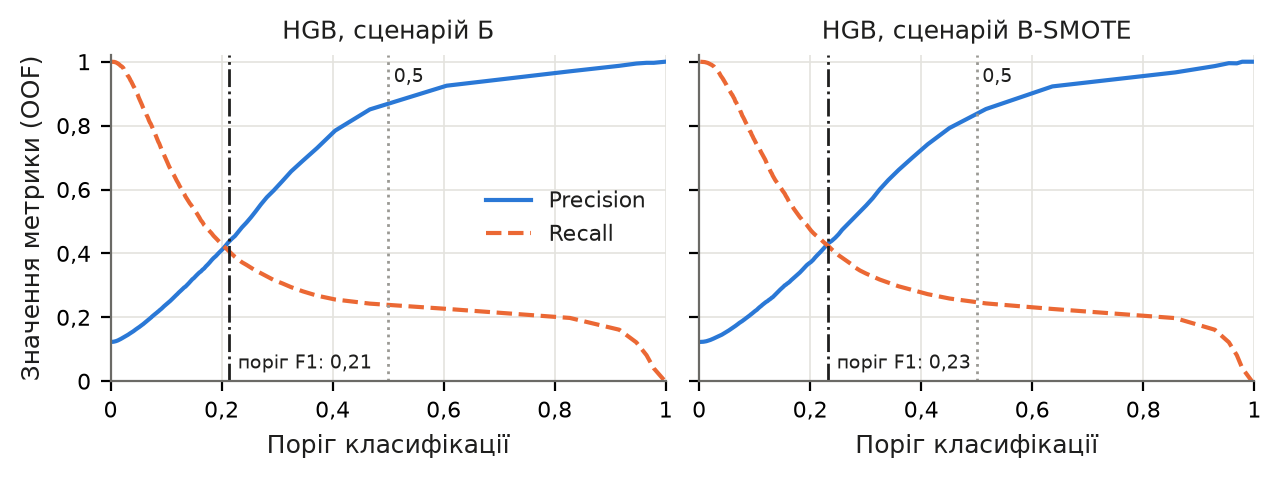 HGB, сценарій Б
HGB, сценарій В-SMOTE
Значення метрики (OOF)
1
0,8
0,6
0,4
0,2
0
0,5
Precision
Recall
поріг F1: 0,21
0 0,2 0,4 0,6 0,8 1
Поріг класифікації
0,5
поріг F1: 0,23
0 0,2 0,4 0,6 0,8 1
Поріг класифікації